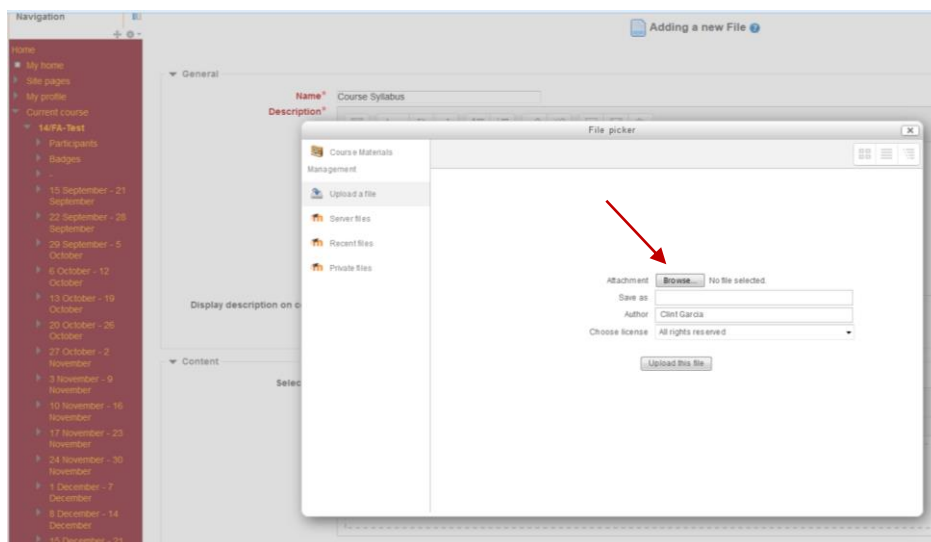 Navigation
Adding a new File
Home
My home
Site pages
My profile
Current course
14/FA-Test
Participants
Badges
-
15 September - 21
September
22 September - 28
September
29 September - 5
October
6 October - 12
October
13 October - 19
October
20 October - 26
October
27 October - 2
November
3 November - 9
November
10 November - 16
November
17 November - 23
November
24 November - 30
November
1 December - 7
December
8 December - 14
December
15 December - 21
General
Name* Course Syllabus
Description*
Display description on c
Content
Selec
File picker
Course Materials
Management
Upload a file
Server files
Recent files
Private files
Attachment Browse... No file selected.
Save as
Author Clint Garcia
Choose license All rights reserved
Upload this file